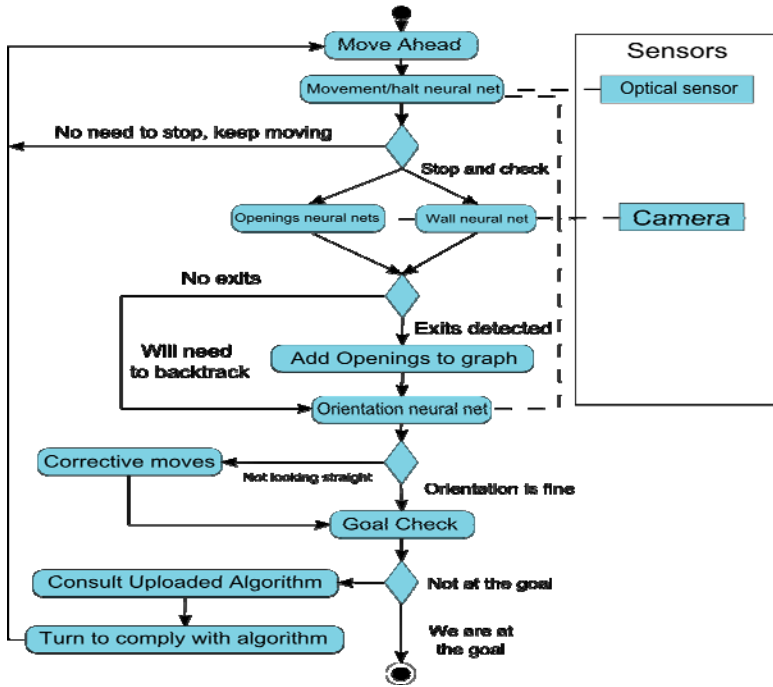 Move Ahead
Sensors
Movement/halt neural net
Optical sensor
No need to stop, keep moving
Stop and check
Openings neural nets
Wall neural net
Camera
No exits
Exits detected
Will need
to backtrack
Add Openings to graph
Orientation neural net
Corrective moves
Not looking straight
Orientation is fine
Goal Check
Consult Uploaded Algorithm
Not at the goal
Turn to comply with algorithm
We are at
the goal